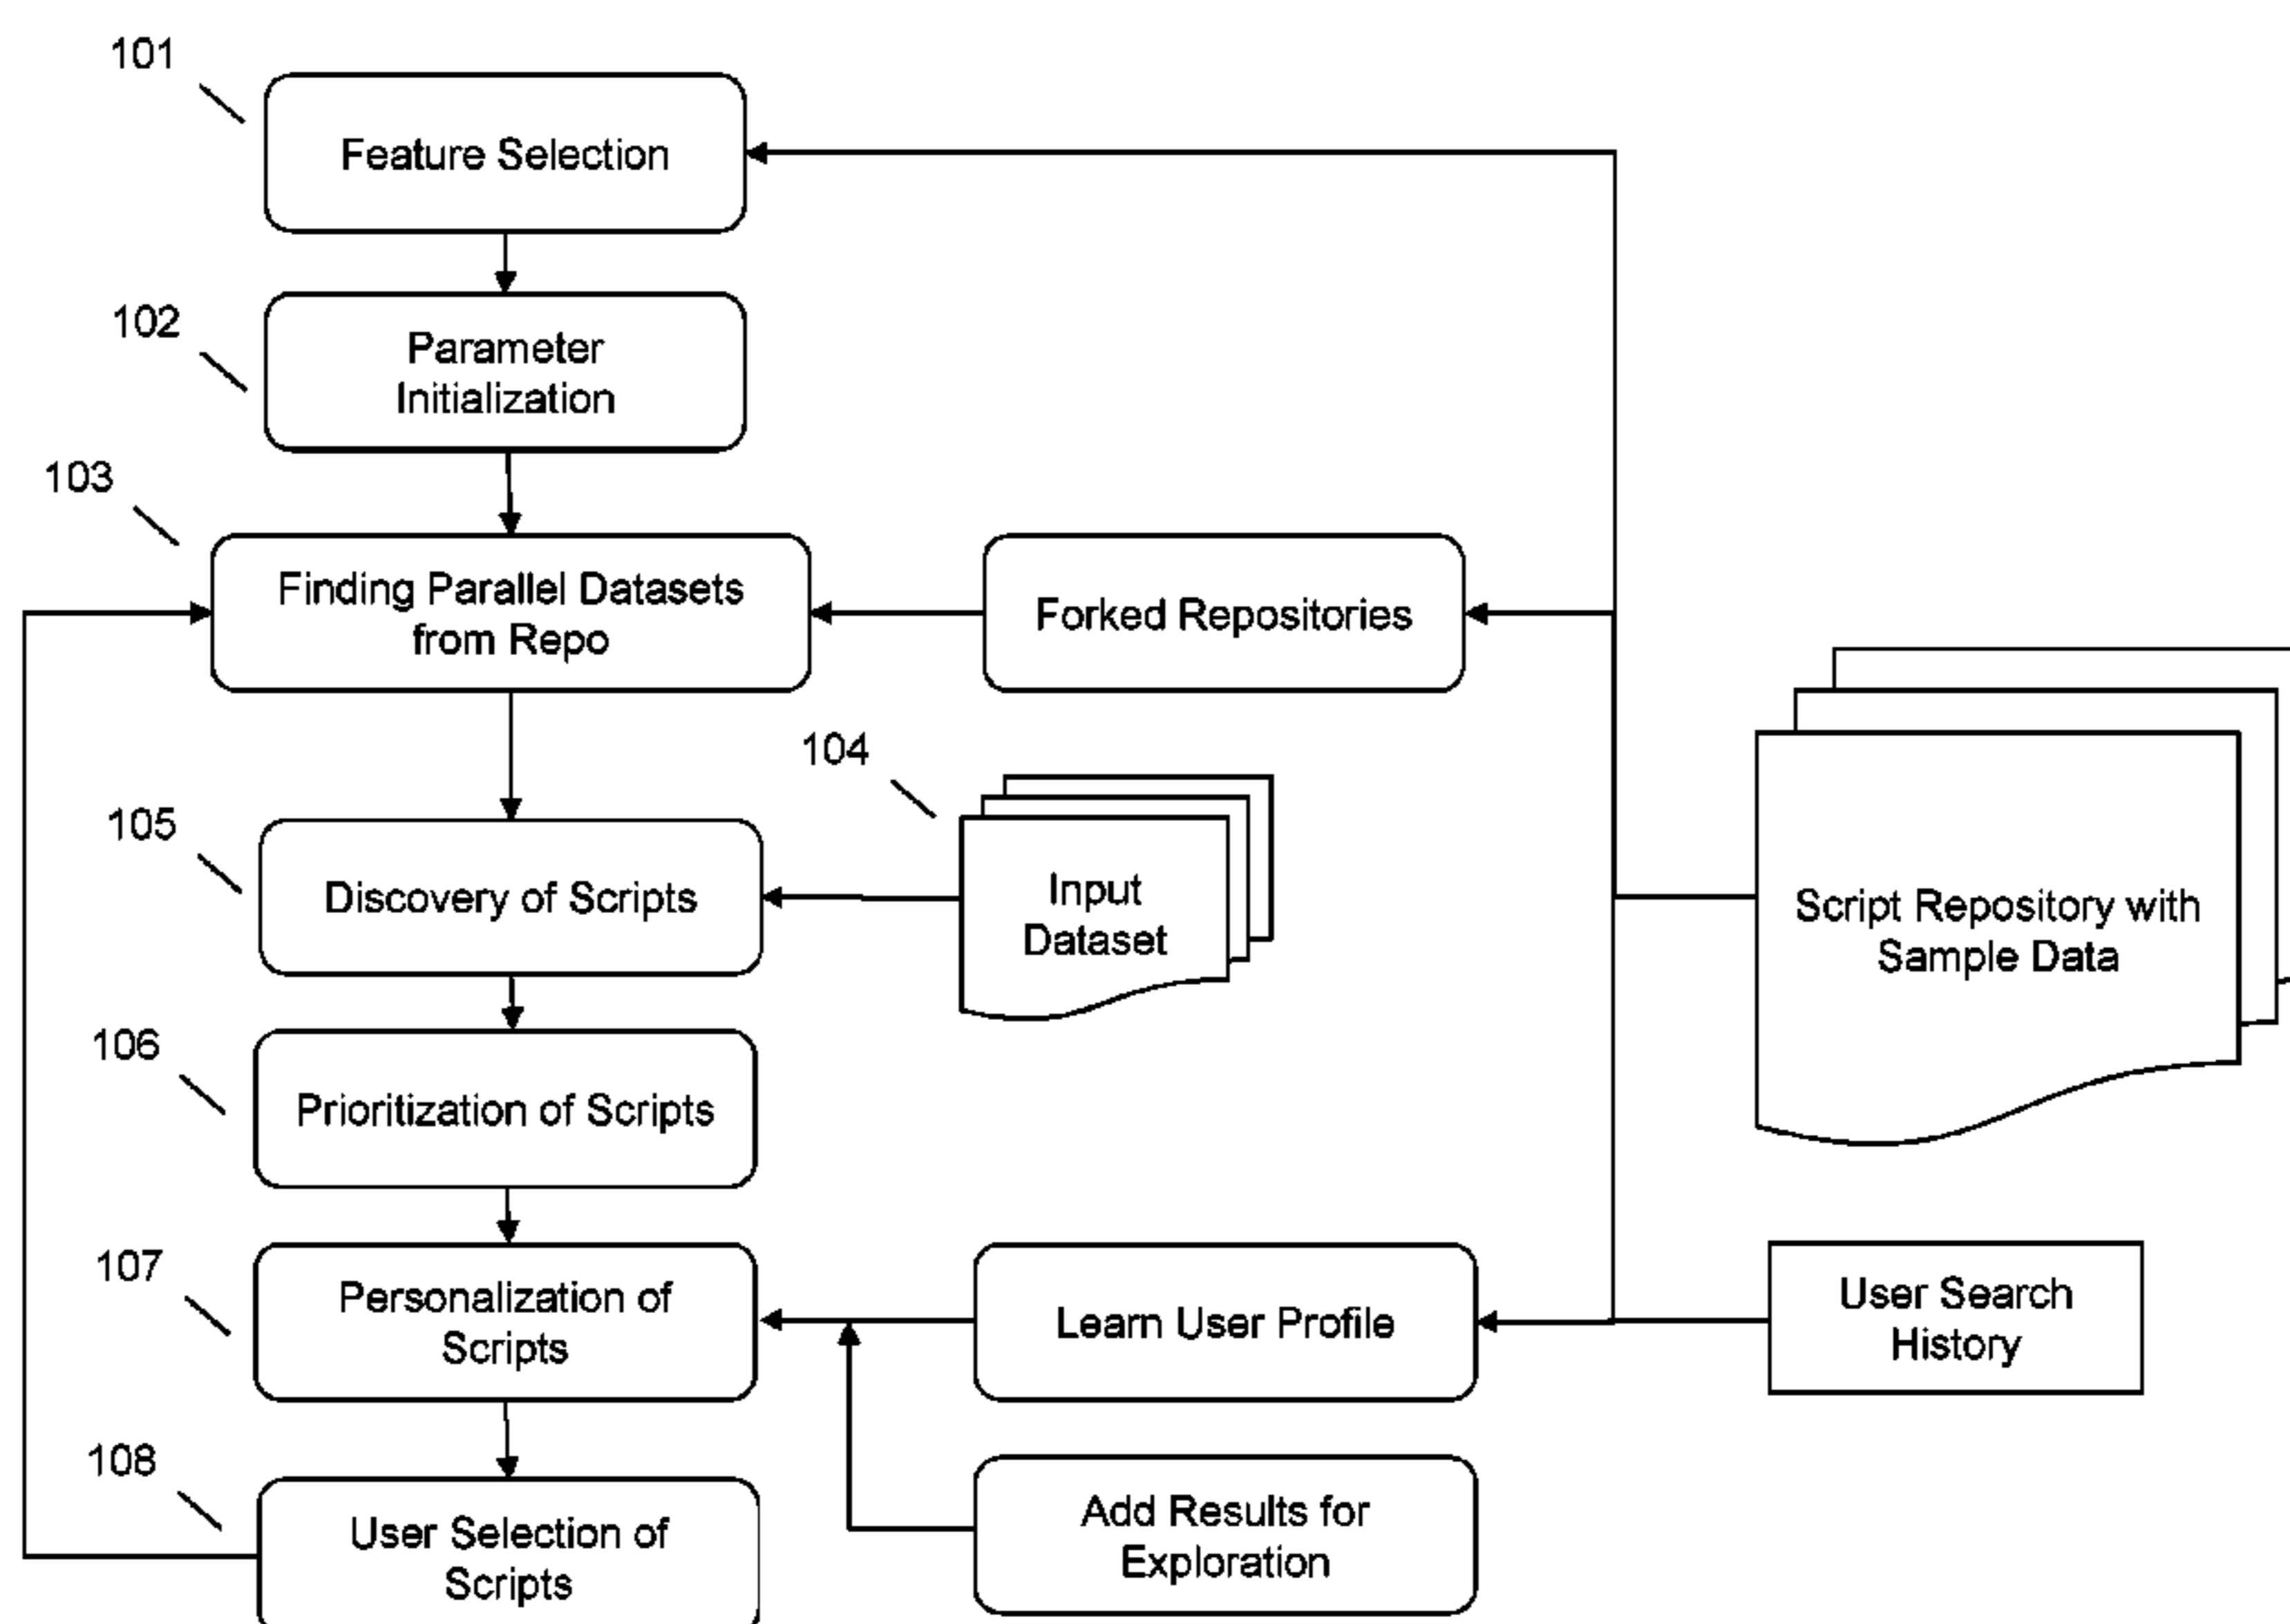 101
Feature Selection
102
Parameter
Initialization
103
Finding Parallel Datasets
from Repo
Forked Repositories
104
Input
Dataset
105
Discovery of Scripts
Script Repository with
Sample Data
106
Prioritization of Scripts
107
Personalization of
Scripts
Learn User Profile
User Search
History
108
User Selection of
Scripts
Add Results for
Exploration